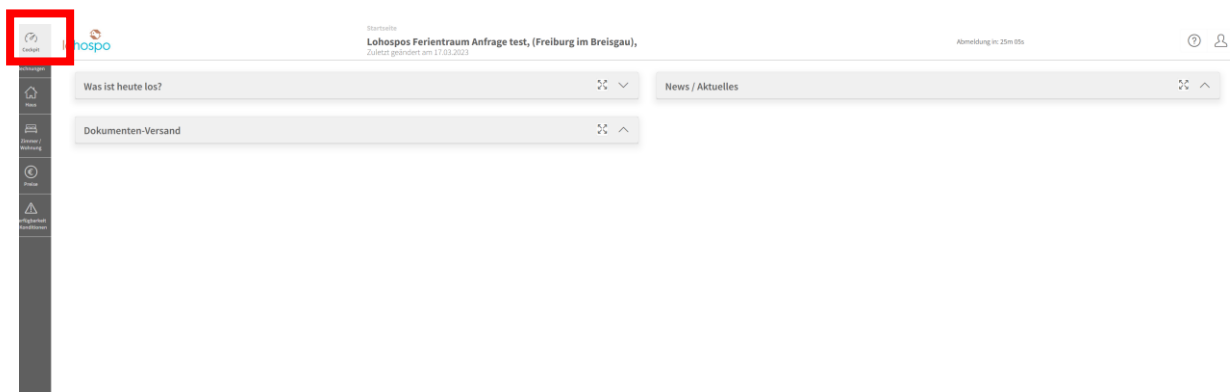 Cockpit
lohospo
Startseite
Lohospos Ferientraum Anfrage test, (Freiburg im Breisgau),
Zuletzt geändert am 17.03.2023
Abmeldung in: 25m 85s
Haus
Zimmer /
Wohnung
Preise
Konditionen
Was ist heute los?
News / Aktuelles
Dokumenten-Versand